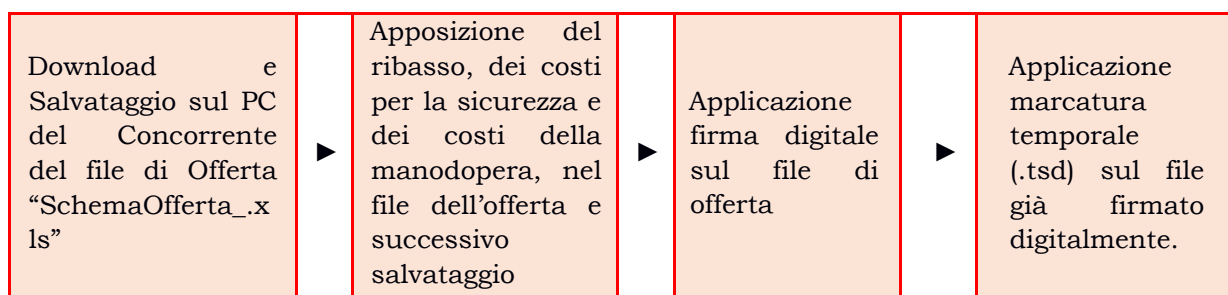 Download e
Salvataggio sul PC
del Concorrente
del file di Offerta
“SchemaOfferta_.x
ls”
►
Apposizione del
ribasso, dei costi
per la sicurezza e
dei costi della
manodopera, nel
file dell’offerta e
successivo
salvataggio
►
Applicazione
firma digitale
sul file di
offerta
►
Applicazione
marcatura
temporale
(.tsd) sul file
già firmato
digitalmente.